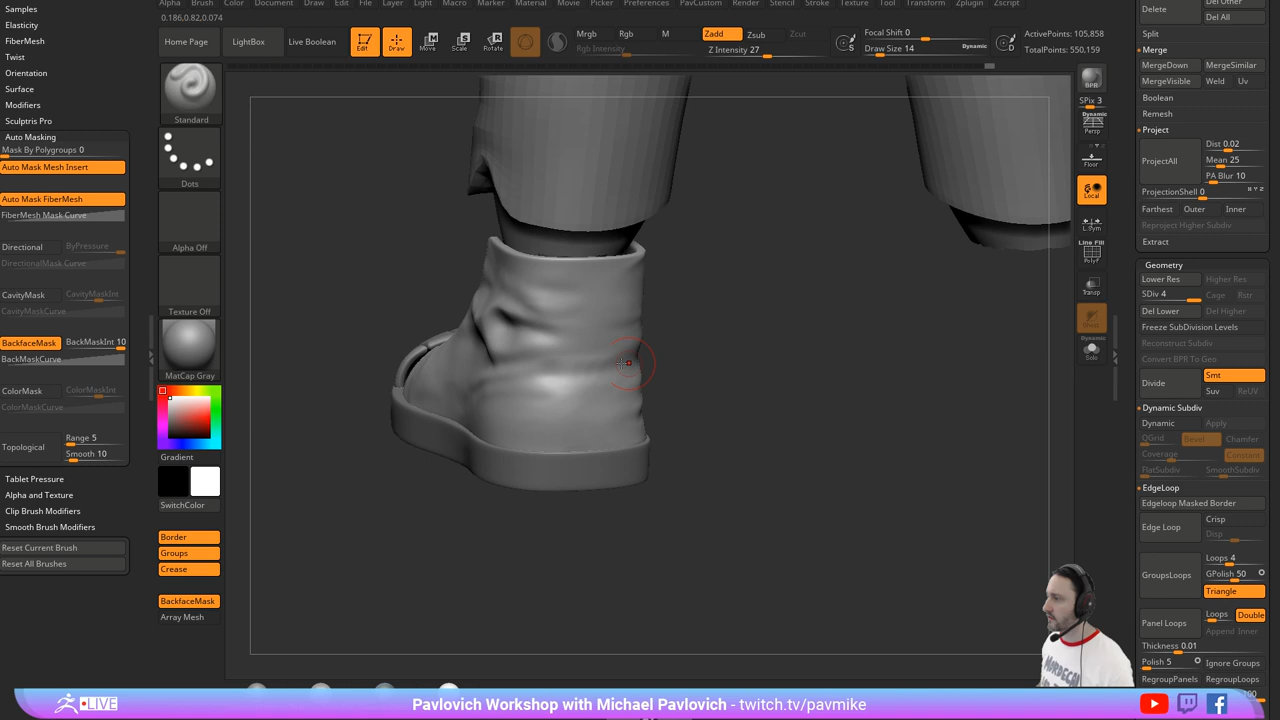 Alpha Brush Color Document Draw Edit File Layer Light Macro Marker Material Movie Picker Preferences PavCustom Render Stencil Stroke Texture Tool Transform Zplugin Zscript
0.186,0.82,0.074
Home Page
LightBox
Live Boolean
Edit
Draw
Move
Scale
Rotate
Mrgb
Rgb
M
Rgb Intensity
Zadd
Zsub
Zcut
Z Intensity 27
Focal Shift 0
Draw Size 14
Dynamic
ActivePoints: 105,858
TotalPoints: 550,159
Samples
Elasticity
FiberMesh
Twist
Orientation
Surface
Modifiers
Sculptris Pro
Auto Masking
Mask By Polygroups 0
Auto Mask Mesh Insert
Auto Mask FiberMesh
FiberMesh Mask Curve
Directional
ByPressure
DirectionalMask Curve
CavityMask
CavityMaskInt
CavityMaskCurve
BackfaceMask
BackMaskInt 10
BackMaskCurve
ColorMask
ColorMaskInt
ColorMaskCurve
Topological
Range 5
Smooth 10
Tablet Pressure
Alpha and Texture
Clip Brush Modifiers
Smooth Brush Modifiers
Reset Current Brush
Reset All Brushes
Standard
Dots
Alpha Off
Texture Off
MatCap Gray
Gradient
SwitchColor
Border
Groups
Crease
BackfaceMask
Array Mesh
BPR
SPix 3
Dynamic
Persp
Floor
Local
L.Sym
Line Fill
PolyF
Transp
Ghost
Dynamic
Solo
Delete
Del Other
Del All
Split
Merge
MergeDown
MergeSimilar
MergeVisible
Weld
Uv
Boolean
Remesh
Project
ProjectAll
Dist 0.02
Mean 25
PA Blur 10
ProjectionShell 0
Farthest
Outer
Inner
Reproject Higher Subdiv
Extract
Geometry
Lower Res
Higher Res
SDiv 4
Cage
Rstr
Del Lower
Del Higher
Freeze SubDivision Levels
Reconstruct Subdiv
Convert BPR To Geo
Divide
Smt
Suv
ReUV
Dynamic Subdiv
Dynamic
Apply
QGrid
Bevel
Chamfer
Coverage
Constant
FlatSubdiv
SmoothSubdiv
EdgeLoop
Edgeloop Masked Border
Edge Loop
Crisp
Disp
GroupsLoops
Loops 4
GPolish 50
Triangle
Panel Loops
Loops
Double
Append
Inner
Thickness 0.01
Polish 5
Ignore Groups
RegroupPanels
RegroupLoops
LIVE
Pavlovich Workshop with Michael Pavlovich - twitch.tv/pavmike